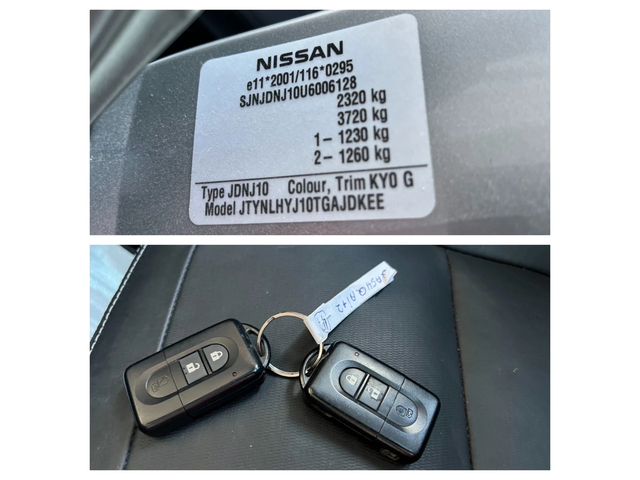 NISSAN
e11*2001/116*0295
SJNJDNJ10U6006128
2320 kg
3720 kg
1– 1230 kg
2– 1260 kg
Type JDNJ10 Colour, Trim KY0 G
Model JTYNLHYJ10TGAJDKEE